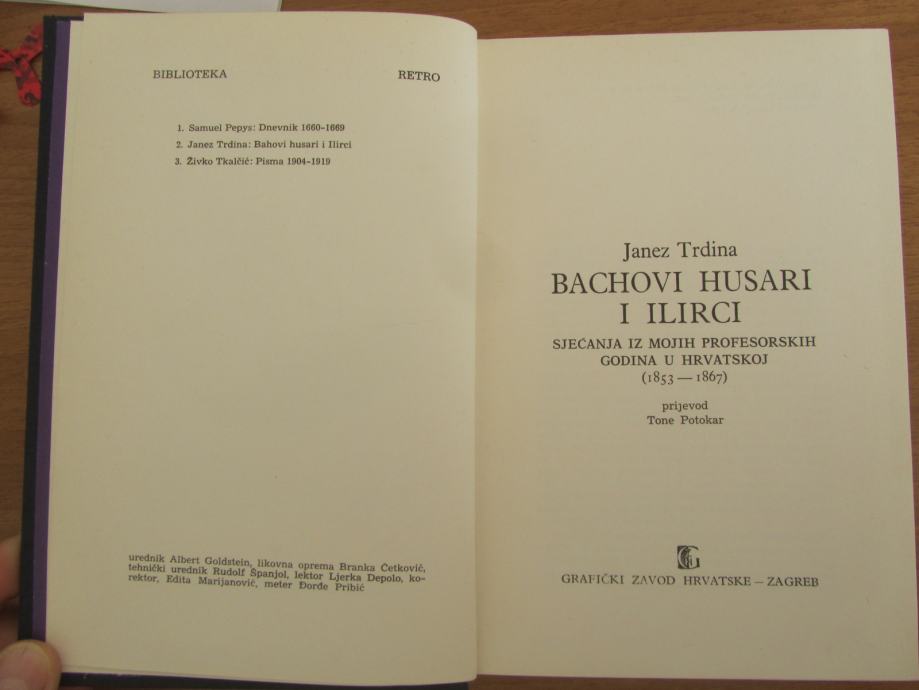 BIBLIOTEKA RETRO
1. Samuel Pepys: Dnevnik 1660–1669
2. Janez Trdina: Bahovi husari i Ilirci
3. Živko Tkalčić: Pisma 1904–1919
urednik Albert Goldstein, likovna oprema Branka Ćetković,
tehnički urednik Rudolf Španjol, lektor Ljerka Depolo, ko-
rektor, Edita Marijanović, meter Đorđe Pribić
Janez Trdina
BACHOVI HUSARI
I ILIRCI
SJEĆANJA IZ MOJIH PROFESORSKIH
GODINA U HRVATSKOJ
(1853 — 1867)
prijevod
Tone Potokar
GRAFIČKI ZAVOD HRVATSKE – ZAGREB